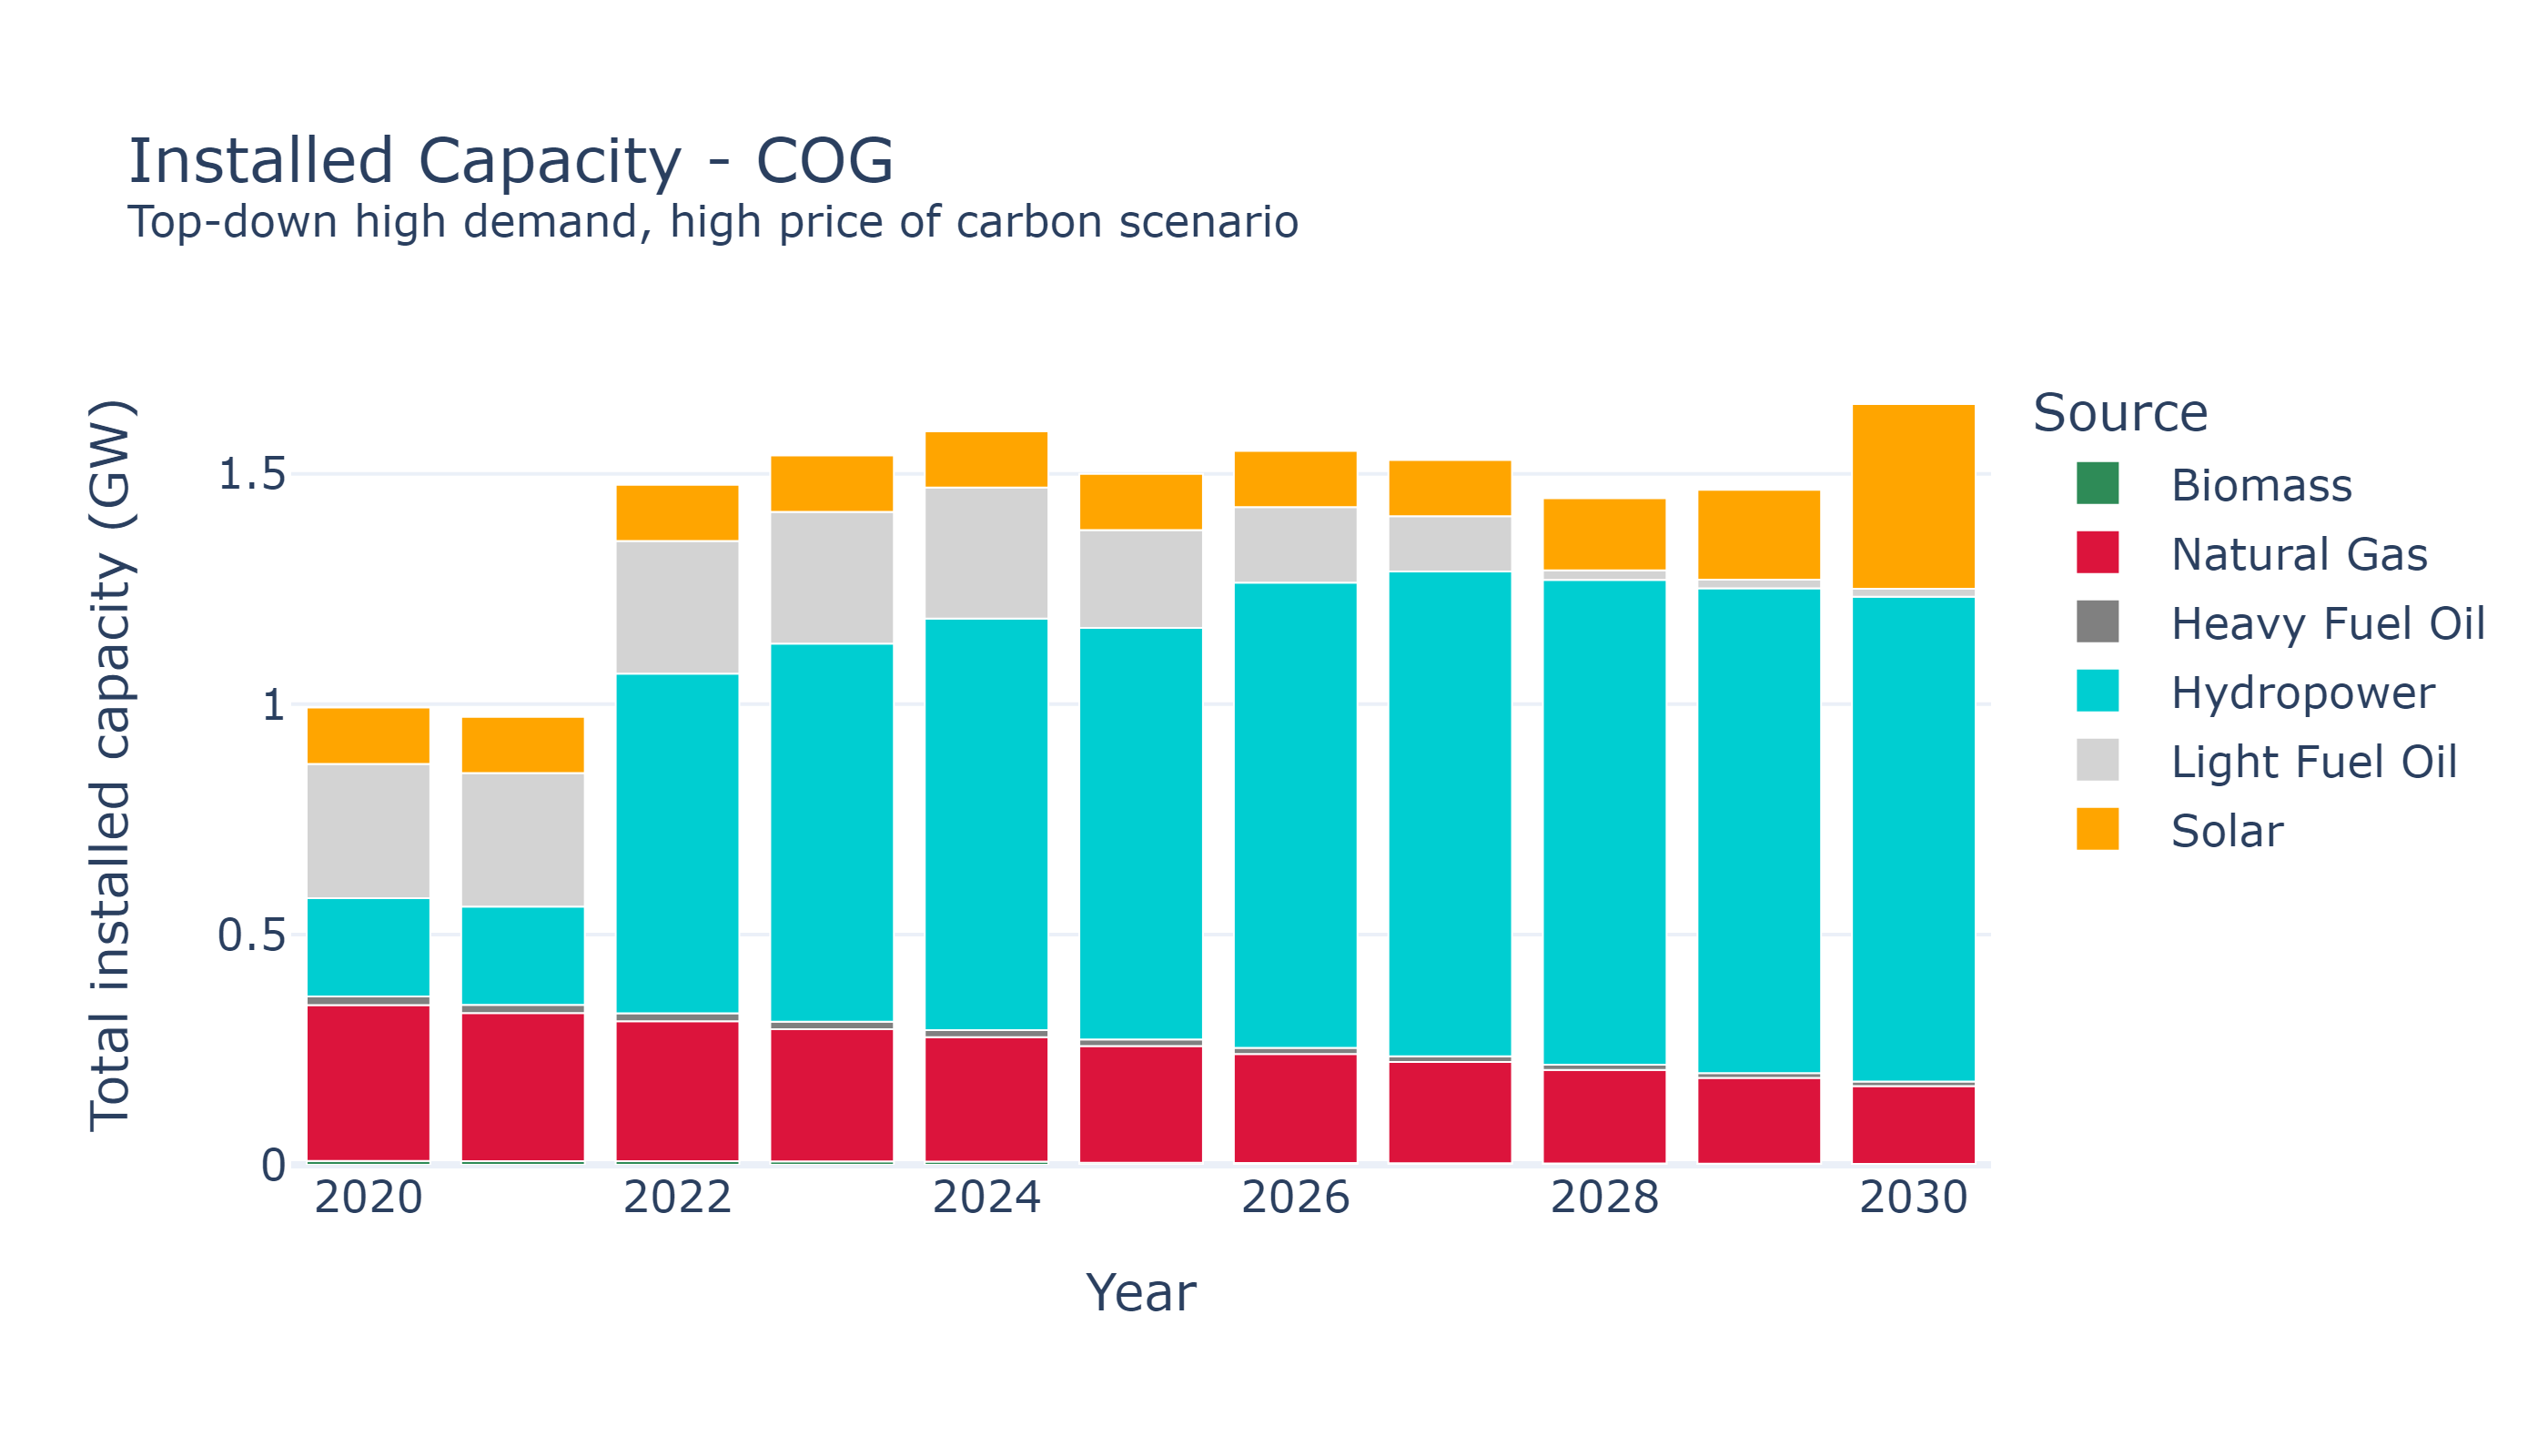 Installed Capacity - COG
Top-down high demand, high price of carbon scenario
Total installed capacity (GW)
1.5
1
0.5
0
2020 2022 2024 2026 2028 2030
Year
Source
Biomass
Natural Gas
Heavy Fuel Oil
Hydropower
Light Fuel Oil
Solar